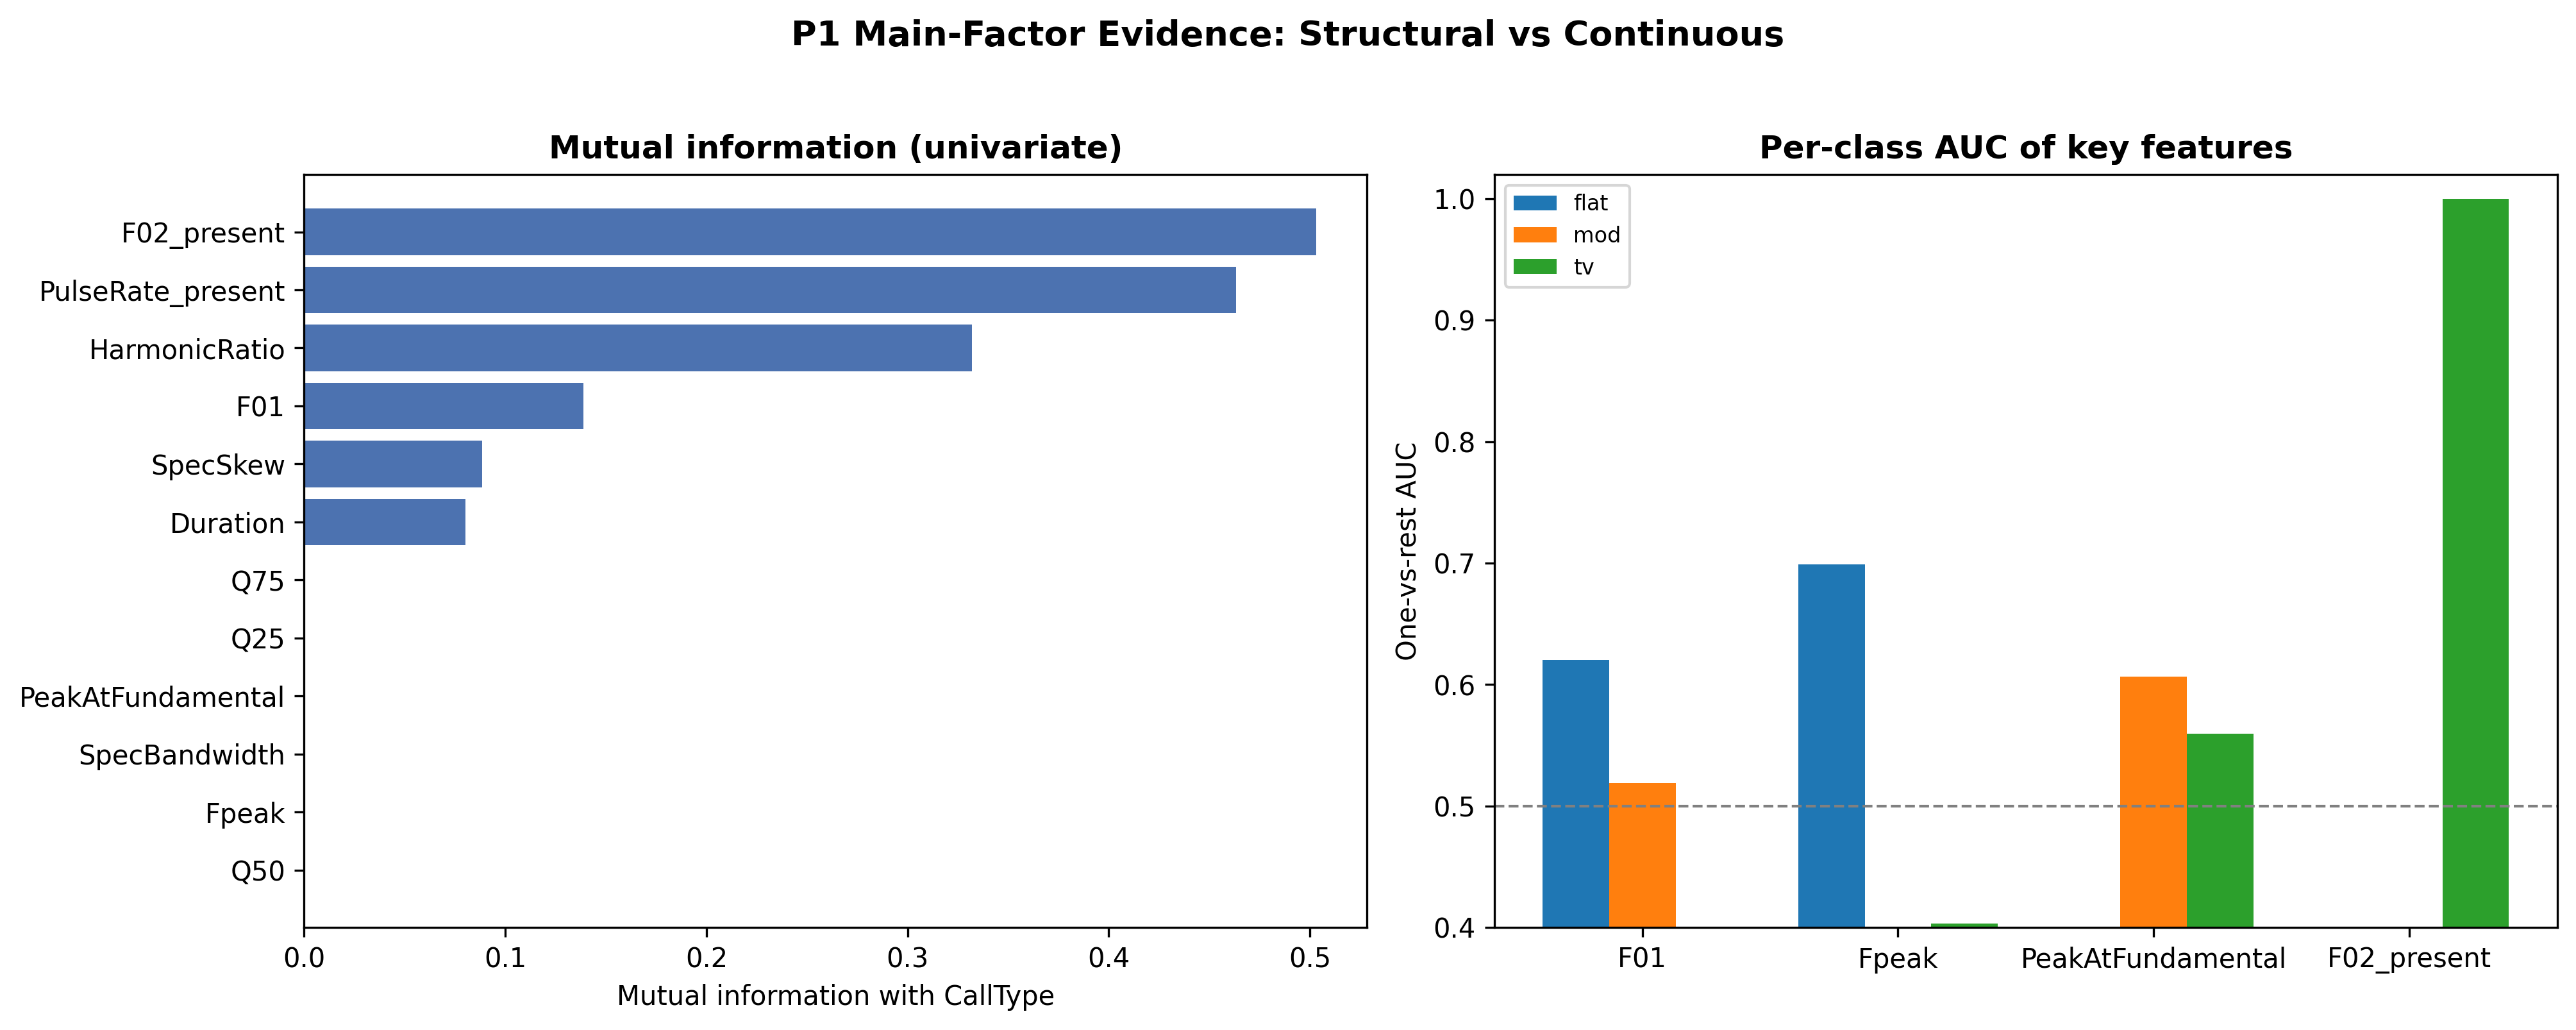 P1 Main-Factor Evidence: Structural vs Continuous
Mutual information (univariate)
F02_present
PulseRate_present
HarmonicRatio
F01
SpecSkew
Duration
Q75
Q25
PeakAtFundamental
SpecBandwidth
Fpeak
Q50
0.0 0.1 0.2 0.3 0.4 0.5
Mutual information with CallType
Per-class AUC of key features
flat
mod
tv
One-vs-rest AUC
1.0
0.9
0.8
0.7
0.6
0.5
0.4
F01 Fpeak PeakAtFundamental F02_present